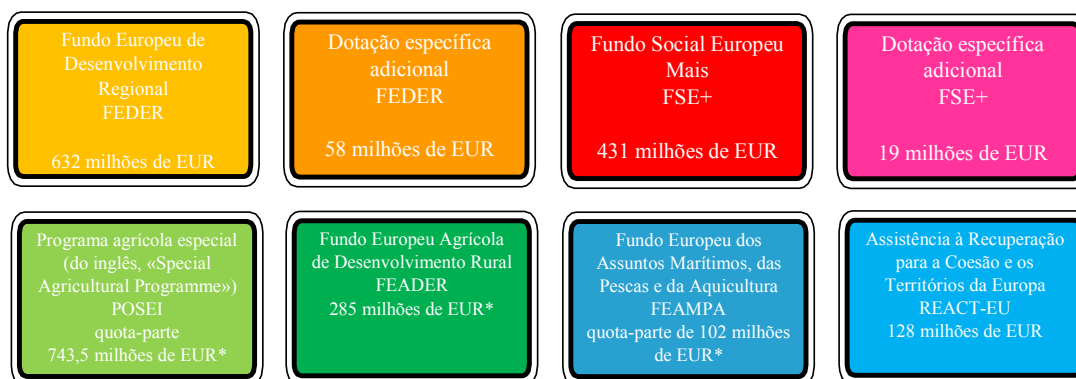 Fundo Europeu de
Desenvolvimento
Regional
FEDER
632 milhões de EUR
Dotação específica
adicional
FEDER
58 milhões de EUR
Fundo Social Europeu
Mais
FSE+
431 milhões de EUR
Dotação específica
adicional
FSE+
19 milhões de EUR
Programa agrícola especial
(do inglês, «Special
Agricultural Programme»)
POSEI
quota-parte
743,5 milhões de EUR*
Fundo Europeu Agrícola
de Desenvolvimento Rural
FEADER
285 milhões de EUR*
Fundo Europeu dos
Assuntos Marítimos, das
Pescas e da Aquicultura
FEAMPA
quota-parte de 102 milhões
de EUR*
Assistência à Recuperação
para a Coesão e os
Territórios da Europa
REACT-EU
128 milhões de EUR